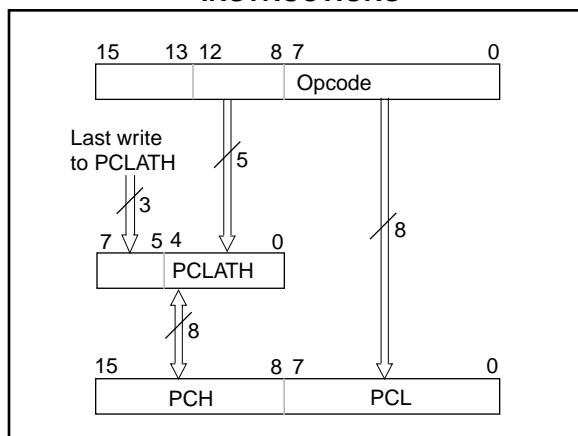 15 13 12 8 7 0
Opcode
Last write
to PCLATH
5
3
8
7 5 4 0
PCLATH
8
15 8 7 0
PCH PCL